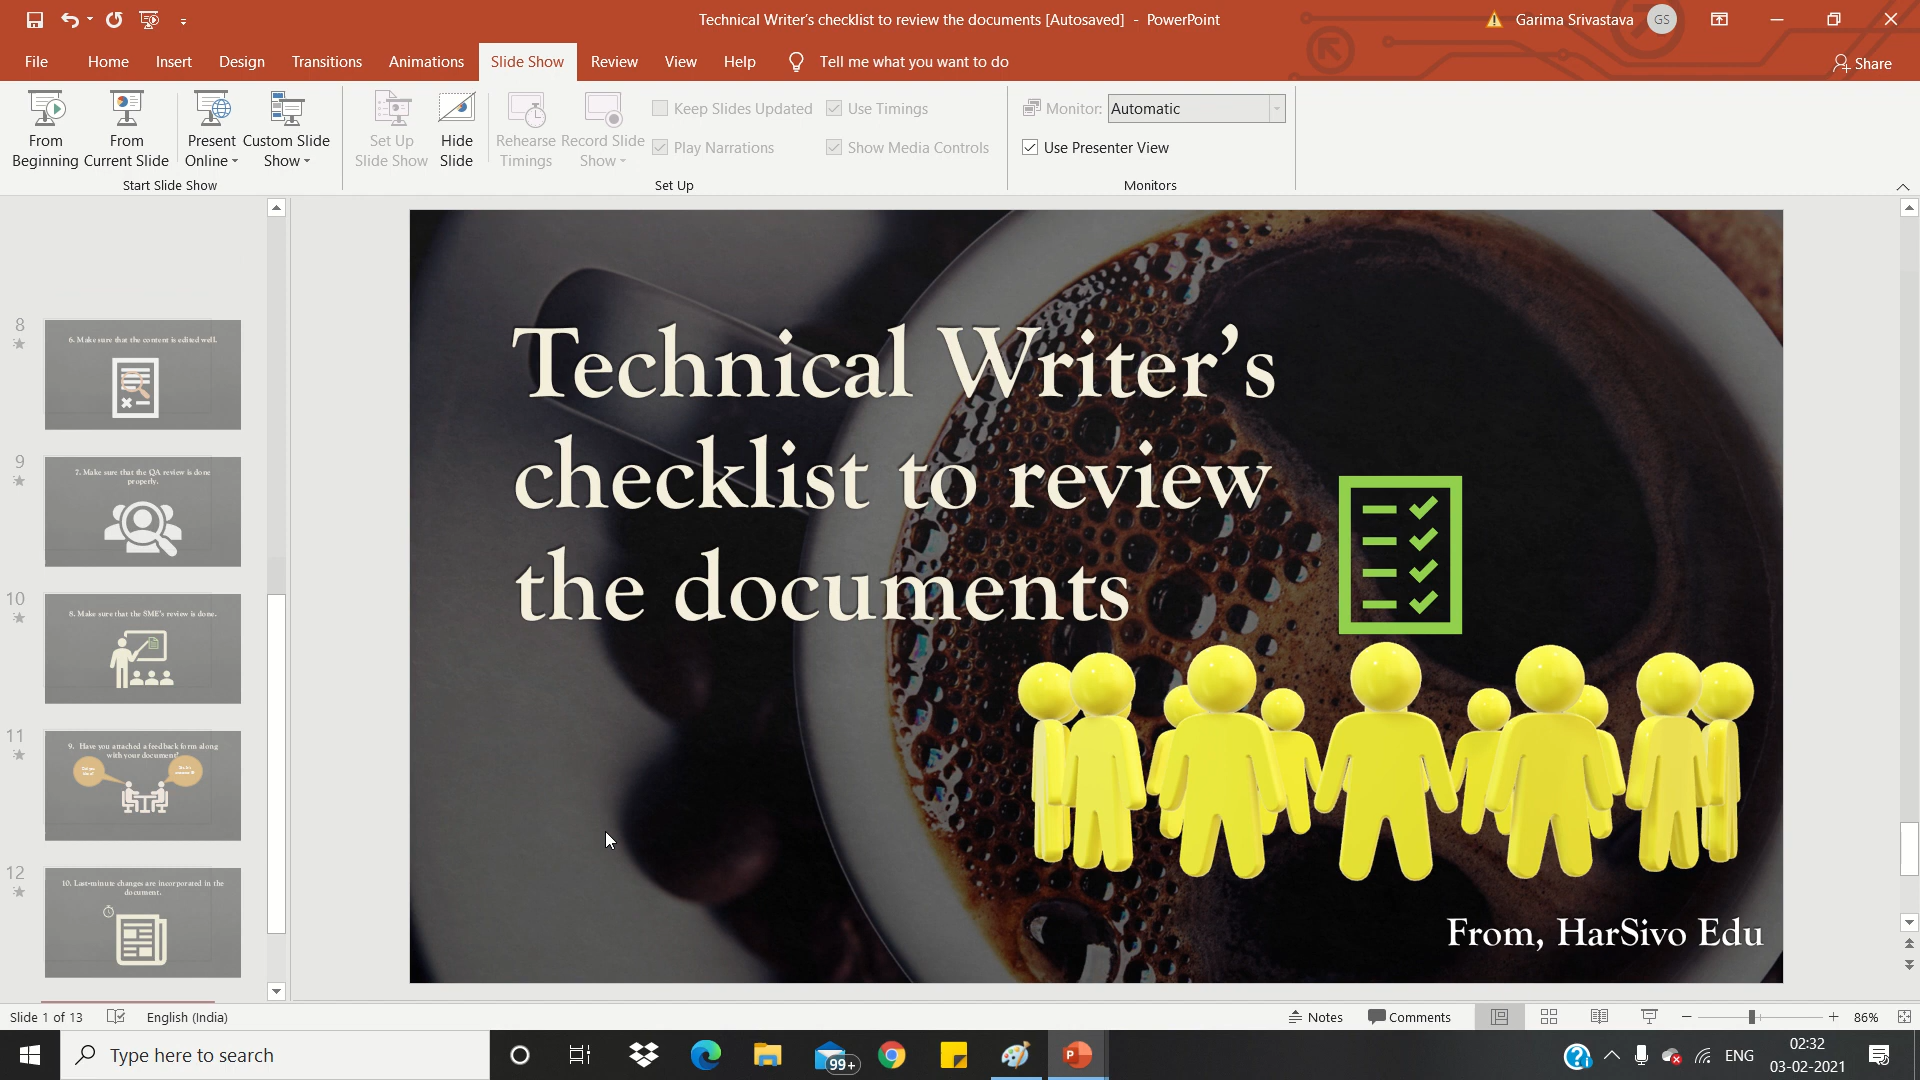 Technical Writer's checklist to review the documents [Autosaved] - PowerPoint
Garima Srivastava
GS
File
Home
Insert
Design
Transitions
Animations
Slide Show
Review
View
Help
Tell me what you want to do
Share
From Beginning
From Current Slide
Present Online
Custom Slide Show
Start Slide Show
Set Up Slide Show
Hide Slide
Rehearse Timings
Record Slide Show
Keep Slides Updated
Play Narrations
Use Timings
Show Media Controls
Set Up
Monitor:
Automatic
Use Presenter View
Monitors
8
6. Make sure that the content is edited well.
9
7. Make sure that the QA review is done
properly.
10
8. Make sure that the SME's review is done.
11
9. Have you attached a feedback form along
with your document?
12
10. Last-minute changes are incorporated in the
document.
Technical Writer's
checklist to review
the documents
From, HarSivo Edu
Slide 1 of 13
English (India)
Notes
Comments
86%
Type here to search
99+
ENG
02:32
03-02-2021